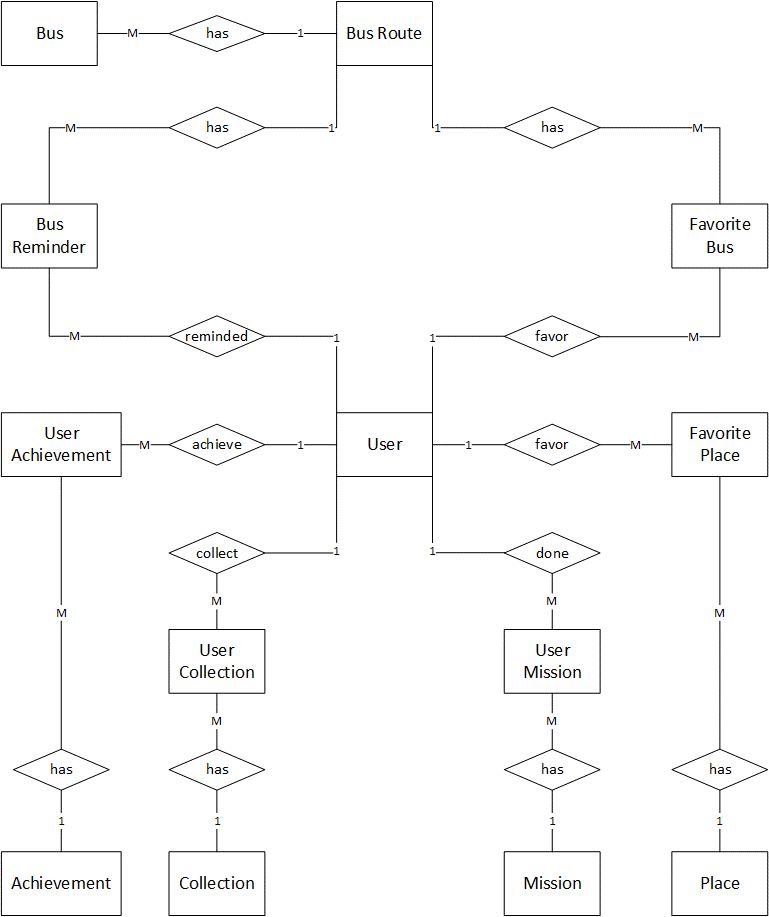 Bus
M
has
1
Bus Route
M
has
1
1
has
M
Bus
Reminder
Favorite
Bus
M
reminded
1
1
favor
M
User
Achievement
M
achieve
1
User
1
favor
M
Favorite
Place
collect
1
1
done
M
M
M
M
User
Collection
User
Mission
M
M
has
has
has
has
1
1
1
1
Achievement
Collection
Mission
Place